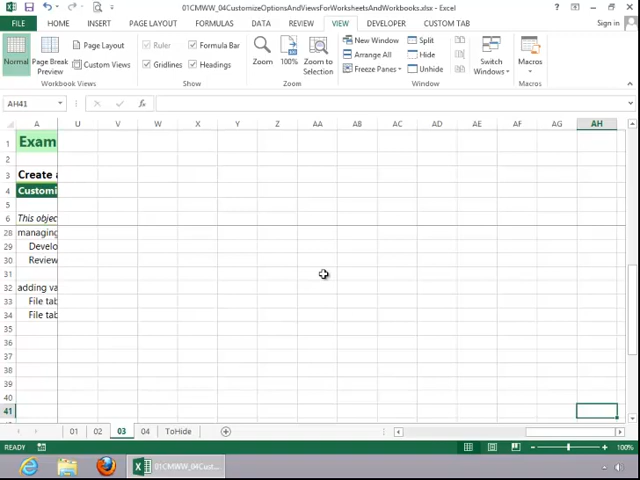 01CMWW_04CustomizeOptionsAndViewsForWorksheetsAndWorkbooks.xlsx - Excel
FILE HOME INSERT PAGE LAYOUT FORMULAS DATA REVIEW VIEW DEVELOPER CUSTOM TAB Sign in
Normal Page Break Preview Page Layout Custom Views
Workbook Views
Ruler Formula Bar
Gridlines Headings
Show
Zoom 100% Zoom to Selection
Zoom
New Window Split
Arrange All Hide
Freeze Panes Unhide
Window
Switch Windows
Macros
Macros
AH41 fx
A U V W X Y Z AA AB AC AD AE AF AG AH
1 Exam
2
3 Create a
4 Customi
5
6 This objec
28 managing
29 Develo
30 Review
31
32 adding va
33 File tab
34 File tab
35
36
37
38
39
40
41
01 02 03 04 ToHide
READY 100%
01CMWW_04Cust...